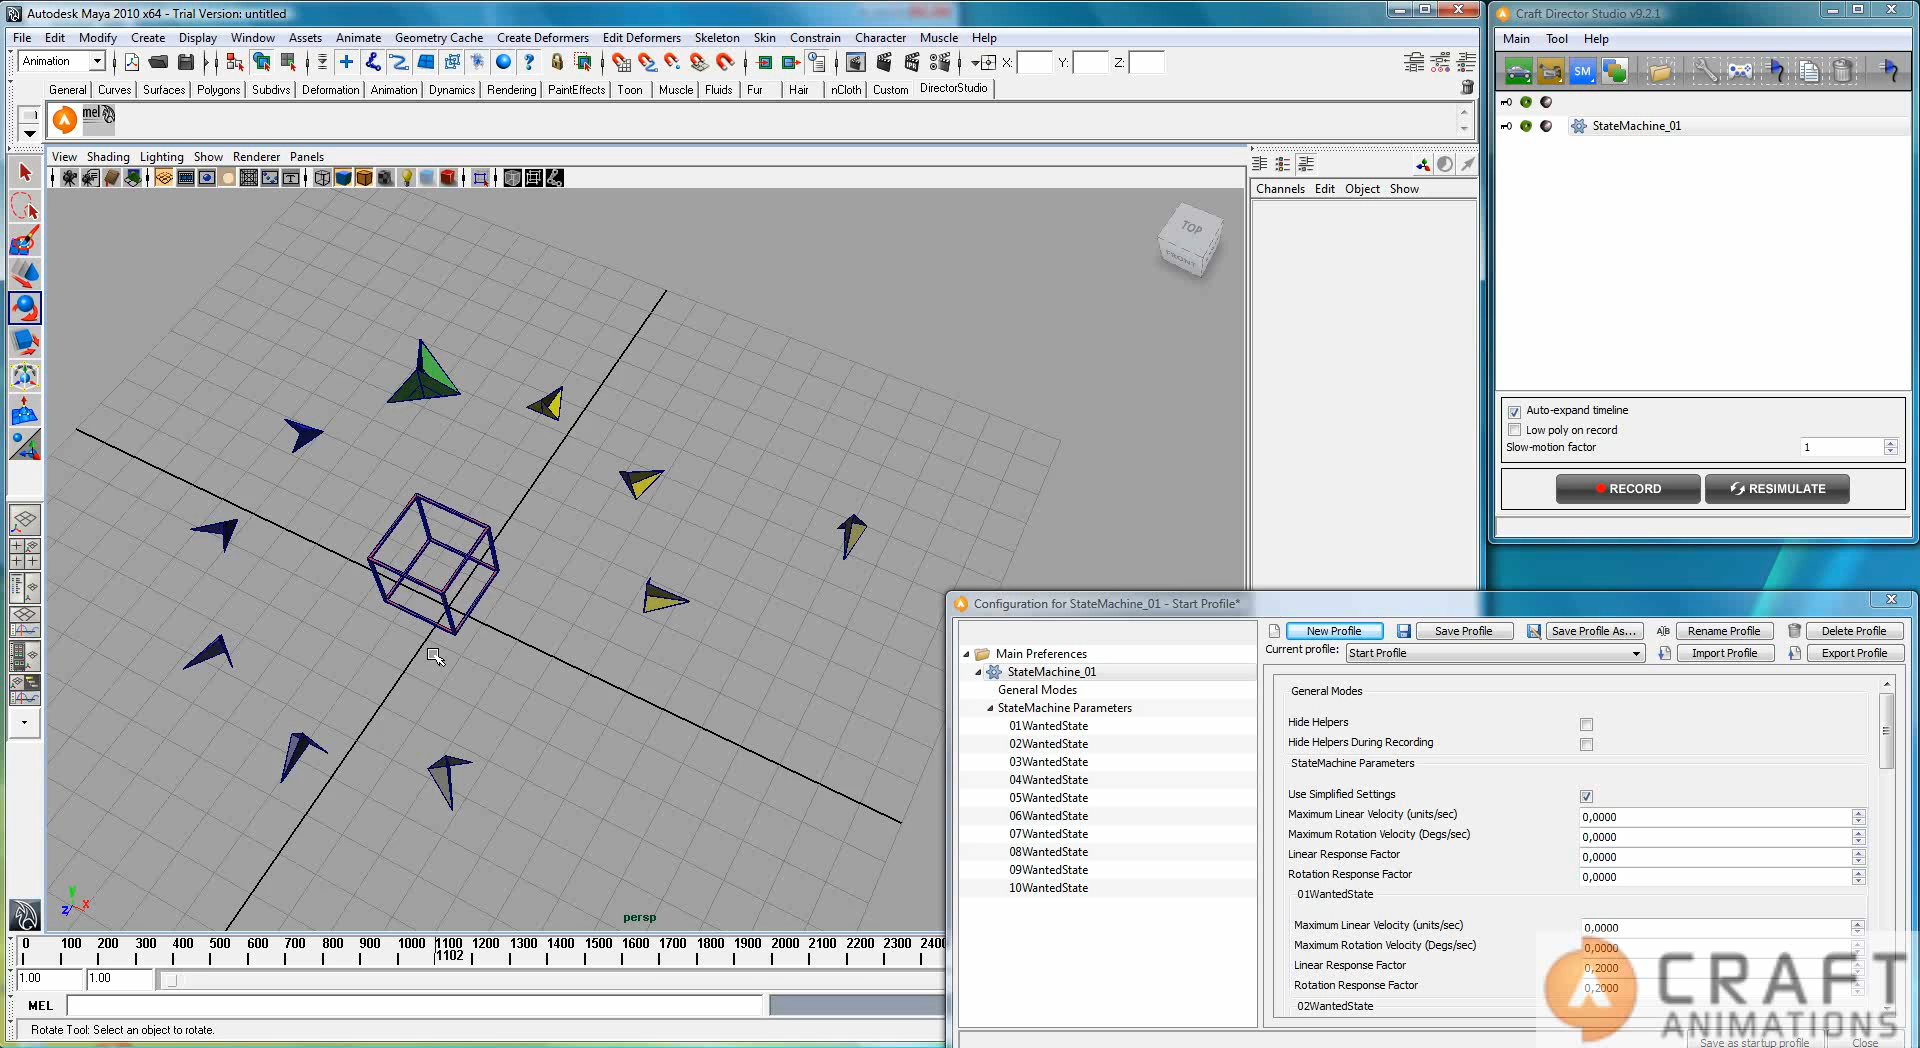 Autodesk Maya 2010 x64 - Trial Version: untitled
File Edit Modify Create Display Window Assets Animate Geometry Cache Create Deformers Edit Deformers Skeleton Skin Constrain Character Muscle Help
Animation X: Y: Z:
General Curves Surfaces Polygons Subdivs Deformation Animation Dynamics Rendering PaintEffects Toon Muscle Fluids Fur Hair nCloth Custom DirectorStudio
mel
View Shading Lighting Show Renderer Panels
Channels Edit Object Show
TOP
FRONT
persp
y
z x
0 100 200 300 400 500 600 700 800 900 1000 1100 1200 1300 1400 1500 1600 1700 1800 1900 2000 2100 2200 2300 240
1102
1.00 1.00
MEL
Rotate Tool: Select an object to rotate.
Craft Director Studio v9.2.1
Main Tool Help
SM
StateMachine_01
Auto-expand timeline
Low poly on record
Slow-motion factor 1
RECORD RESIMULATE
Configuration for StateMachine_01 - Start Profile*
New Profile Save Profile Save Profile As... Rename Profile Delete Profile
Current profile: Start Profile Import Profile Export Profile
Main Preferences
StateMachine_01
General Modes
StateMachine Parameters
01WantedState
02WantedState
03WantedState
04WantedState
05WantedState
06WantedState
07WantedState
08WantedState
09WantedState
10WantedState
General Modes
Hide Helpers
Hide Helpers During Recording
StateMachine Parameters
Use Simplified Settings
Maximum Linear Velocity (units/sec) 0,0000
Maximum Rotation Velocity (Degs/sec) 0,0000
Linear Response Factor 0,0000
Rotation Response Factor 0,0000
01WantedState
Maximum Linear Velocity (units/sec) 0,0000
Maximum Rotation Velocity (Degs/sec) 0,0000
Linear Response Factor 0,2000
Rotation Response Factor 0,2000
02WantedState
Save as startup profile Close
CRAFT
ANIMATIONS